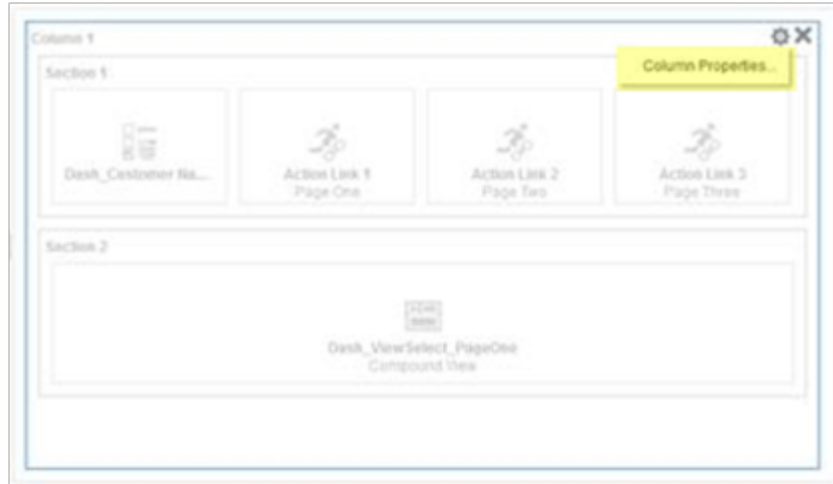 Column 1
Column Properties...
Section 1
Dash_Customer Na....
Action Link 1
Page One
Action Link 2
Page Two
Action Link 3
Page Three
Section 2
Dash_ViewSelect_PageOne
Compound View